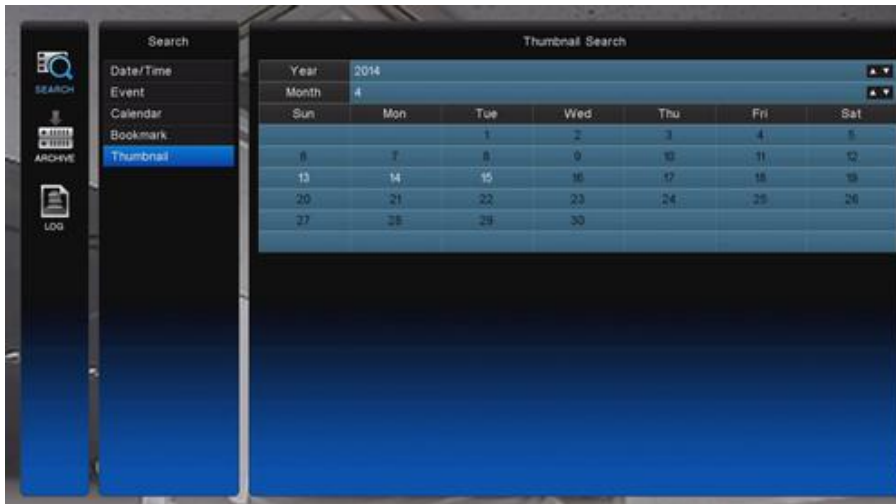 SEARCH
ARCHIVE
LOG
Search
Date/Time
Event
Calendar
Bookmark
Thumbnail
Thumbnail Search
Year 2014
Month 4
Sun Mon Tue Wed Thu Fri Sat
1 2 3 4 5
6 7 8 9 10 11 12
13 14 15 16 17 18 19
20 21 22 23 24 25 26
27 28 29 30